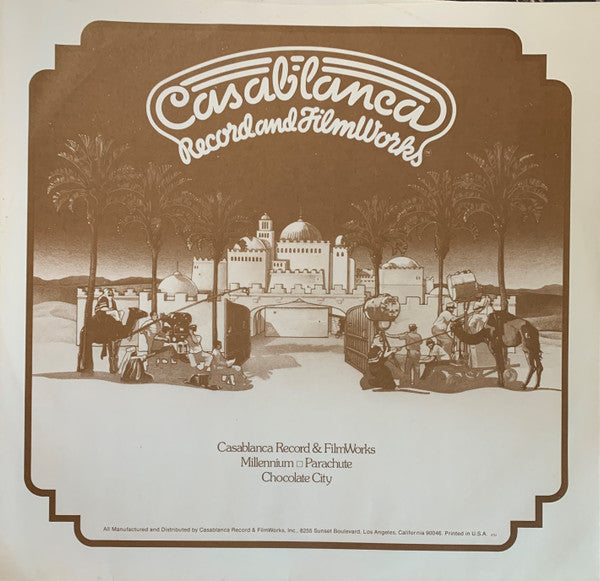 Casablanca
Record and FilmWorks
Casablanca Record & FilmWorks
Millennium □ Parachute
Chocolate City
All Manufactured and Distributed by Casablanca Record & FilmWorks, Inc., 8255 Sunset Boulevard, Los Angeles, California 90046. Printed in U.S.A